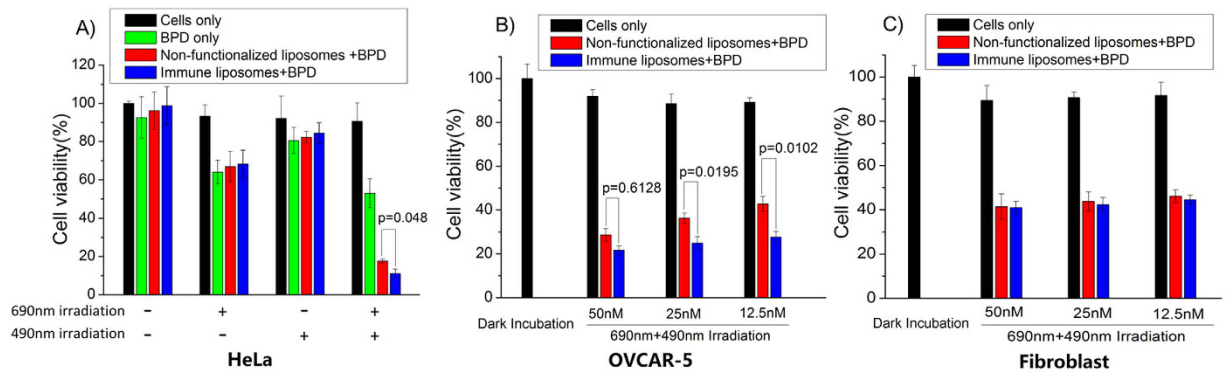 A)
Cells only
BPD only
Non-functionalized liposomes +BPD
Immune liposomes+BPD
Cell viability(%)
120
100
80
60
40
20
0
p=0.048
690nm irradiation − + − +
490nm irradiation − − + +
HeLa
B)
Cells only
Non-functionalized liposomes+BPD
Immune liposomes+BPD
Cell viability(%)
100
80
60
40
20
0
p=0.6128
p=0.0195
p=0.0102
50nM 25nM 12.5nM
Dark Incubation
690nm+490nm Irradiation
OVCAR-5
C)
Cells only
Non-functionalized liposomes+BPD
Immune liposomes+BPD
Cell viability(%)
100
80
60
40
20
0
50nM 25nM 12.5nM
Dark Incubation
690nm+490nm Irradiation
Fibroblast